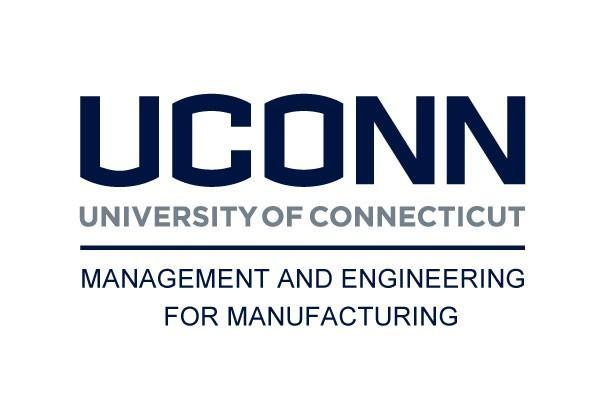 UCONN
UNIVERSITY OF CONNECTICUT
MANAGEMENT AND ENGINEERING
FOR MANUFACTURING